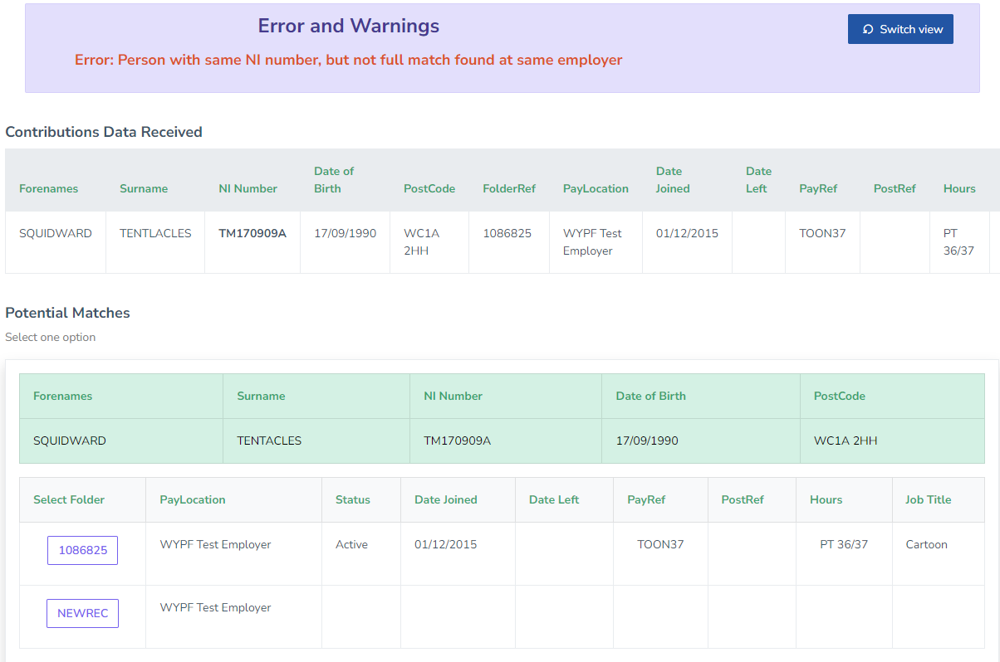 Error and Warnings
Switch view
Error: Person with same NI number, but not full match found at same employer
Contributions Data Received
Forenames Surname NI Number Date of Birth PostCode FolderRef PayLocation Date Joined Date Left PayRef PostRef Hours
SQUIDWARD TENTLACLES TM170909A 17/09/1990 WC1A 2HH 1086825 WYPF Test Employer 01/12/2015 TOON37 PT 36/37
Potential Matches
Select one option
Forenames Surname NI Number Date of Birth PostCode
SQUIDWARD TENTACLES TM170909A 17/09/1990 WC1A 2HH
Select Folder PayLocation Status Date Joined Date Left PayRef PostRef Hours Job Title
1086825 WYPF Test Employer Active 01/12/2015 TOON37 PT 36/37 Cartoon
NEWREC WYPF Test Employer